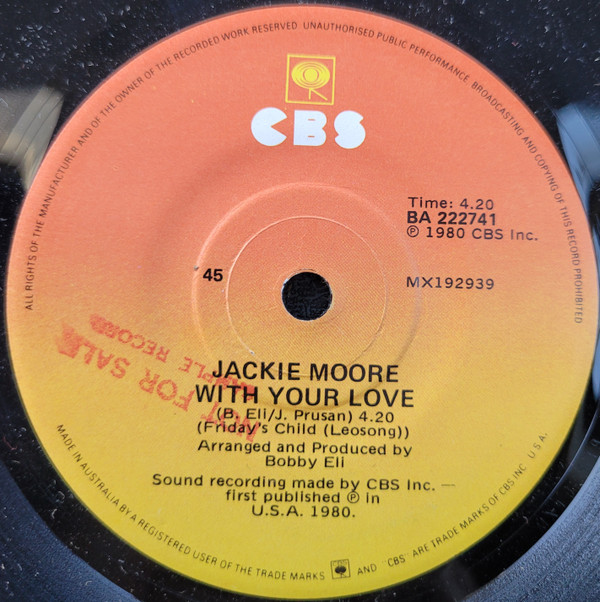 ALL RIGHTS OF THE MANUFACTURER AND OF THE OWNER OF THE RECORDED WORK RESERVED. UNAUTHORISED PUBLIC PERFORMANCE, BROADCASTING AND COPYING OF THIS RECORD PROHIBITED
CBS
Time: 4.20
BA 222741
℗ 1980 CBS Inc.
45
MX192939
NOT FOR SALE
SAMPLE RECORD
JACKIE MOORE
WITH YOUR LOVE
(B. Eli/J. Prusan) 4.20
(Friday's Child (Leosong))
Arranged and Produced by
Bobby Eli
Sound recording made by CBS Inc. —
first published ℗ in
U.S.A. 1980.
MADE IN AUSTRALIA BY A REGISTERED USER OF THE TRADE MARKS AND 'CBS' ARE TRADE MARKS OF CBS INC U.S.A.